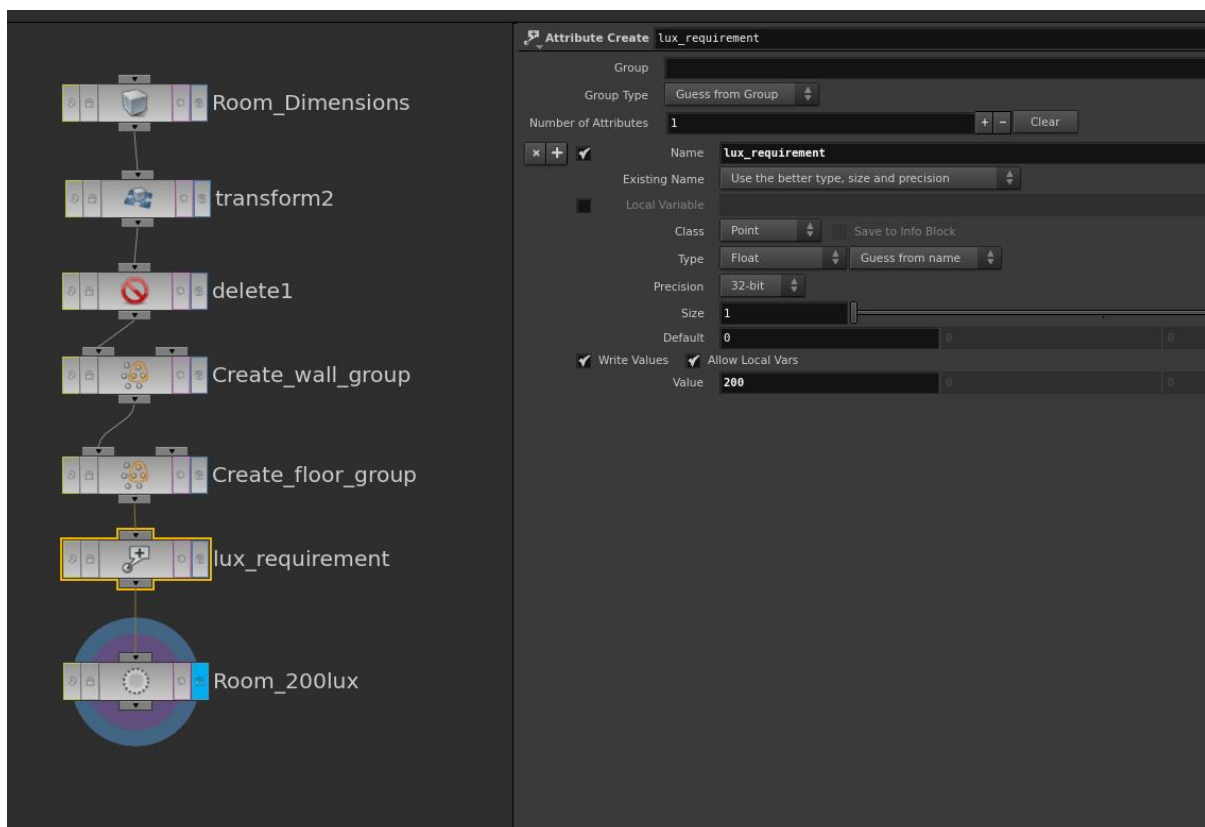 Room_Dimensions
transform2
delete1
Create_wall_group
Create_floor_group
lux_requirement
Room_200lux
Attribute Create lux_requirement
Group
Group Type Guess from Group
Number of Attributes 1 + - Clear
× + Name lux_requirement
Existing Name Use the better type, size and precision
Local Variable
Class Point Save to Info Block
Type Float Guess from name
Precision 32-bit
Size 1
Default 0 0 0
Write Values Allow Local Vars
Value 200 0 0